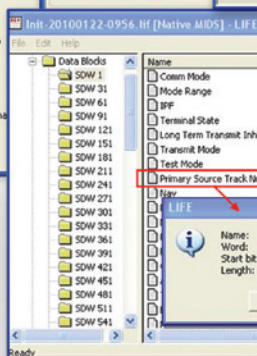 Init-20100122-0956.lif [Native MIDS] - LIFE
File Edit Help
Data Blocks
SDW 1
SDW 31
SDW 61
SDW 91
SDW 121
SDW 151
SDW 181
SDW 211
SDW 241
SDW 271
SDW 301
SDW 331
SDW 361
SDW 391
SDW 421
SDW 451
SDW 481
SDW 511
SDW 541
Name
Comm Mode
Mode Range
IPF
Terminal State
Long Term Transmit Inh
Transmit Mode
Test Mode
Primary Source Track N
Nav
LIFE
Name:
Word:
Start bit
Length:
Ready